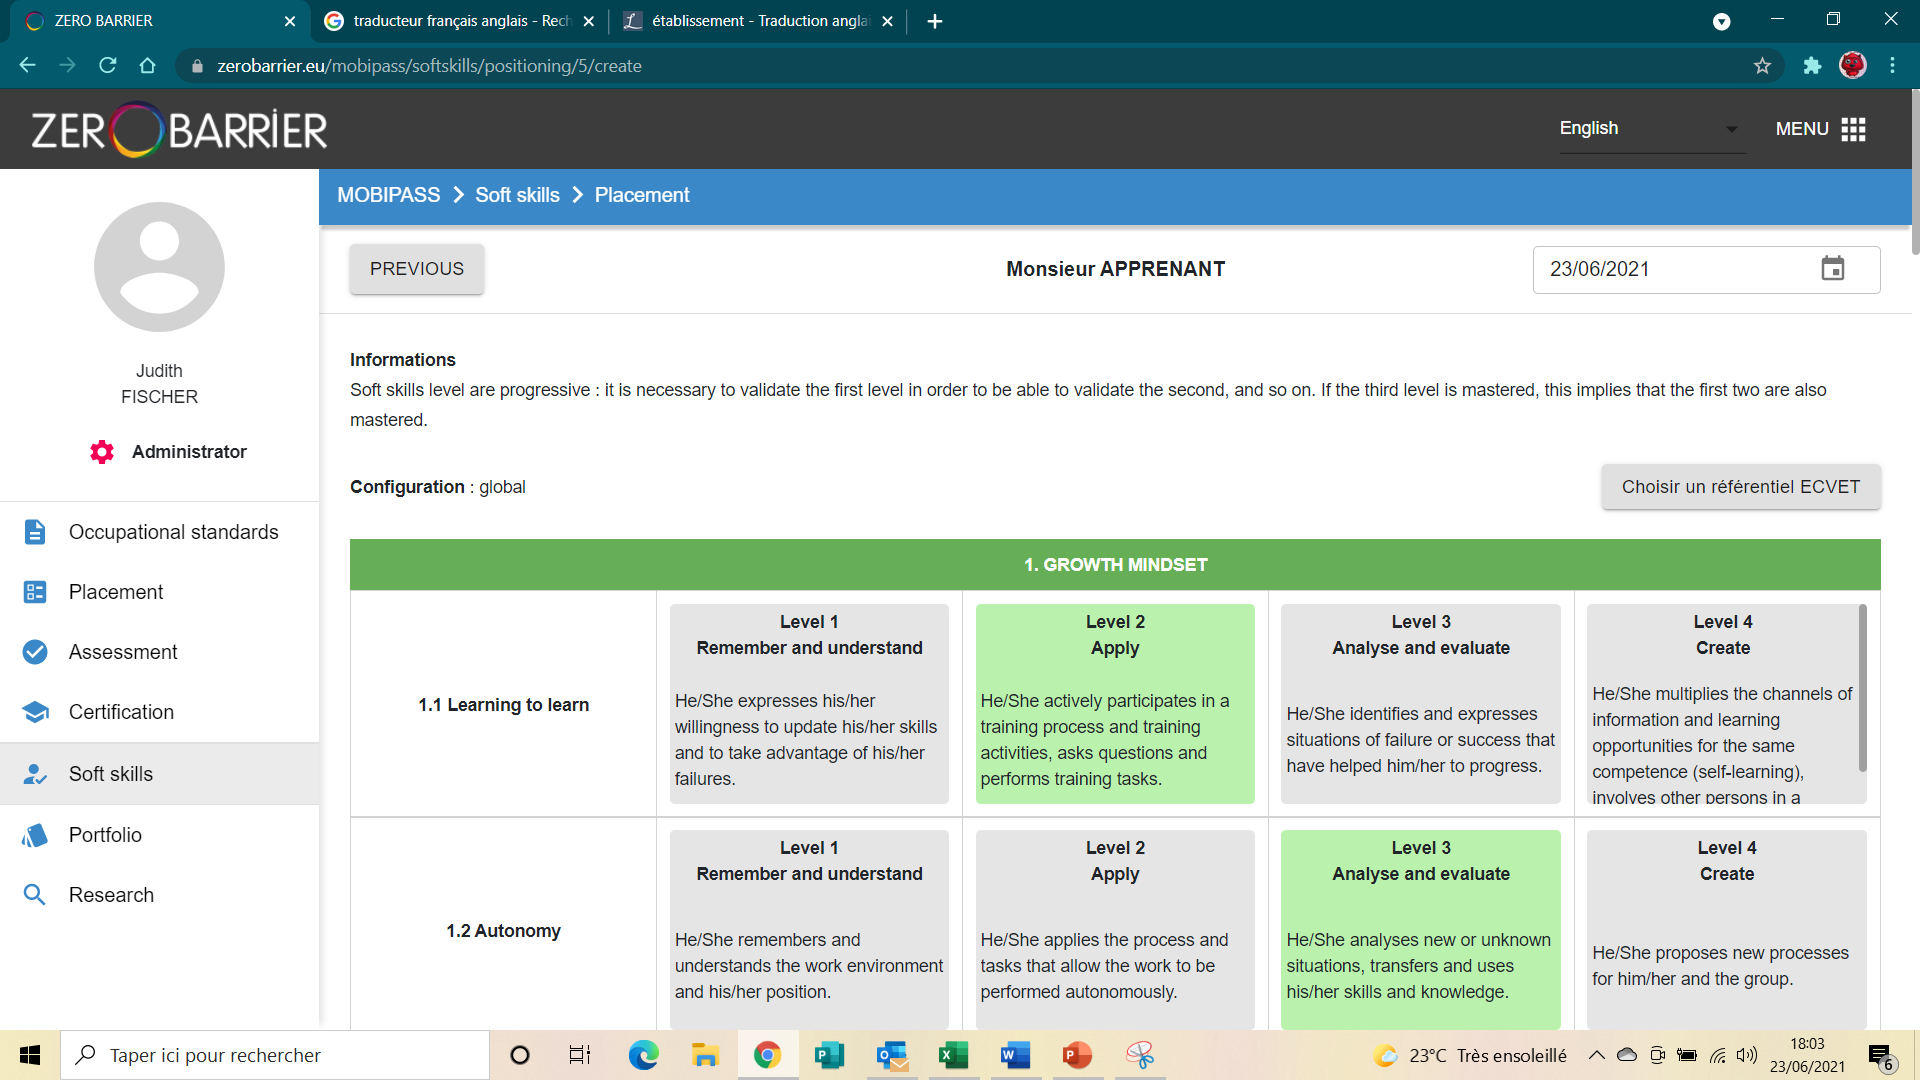 ZERO BARRIER
traducteur français anglais - Rech
établissement - Traduction anglai
zerobarrier.eu/mobipass/softskills/positioning/5/create
ZEROBARRiER
English
MENU
MOBIPASS > Soft skills > Placement
Judith
FISCHER
Administrator
Occupational standards
Placement
Assessment
Certification
Soft skills
Portfolio
Research
PREVIOUS
Monsieur APPRENANT
23/06/2021
Informations
Soft skills level are progressive : it is necessary to validate the first level in order to be able to validate the second, and so on. If the third level is mastered, this implies that the first two are also
mastered.
Configuration : global
Choisir un référentiel ECVET
1. GROWTH MINDSET
1.1 Learning to learn
Level 1
Remember and understand
He/She expresses his/her
willingness to update his/her skills
and to take advantage of his/her
failures.
Level 2
Apply
He/She actively participates in a
training process and training
activities, asks questions and
performs training tasks.
Level 3
Analyse and evaluate
He/She identifies and expresses
situations of failure or success that
have helped him/her to progress.
Level 4
Create
He/She multiplies the channels of
information and learning
opportunities for the same
competence (self-learning),
involves other persons in a
1.2 Autonomy
Level 1
Remember and understand
He/She remembers and
understands the work environment
and his/her position.
Level 2
Apply
He/She applies the process and
tasks that allow the work to be
performed autonomously.
Level 3
Analyse and evaluate
He/She analyses new or unknown
situations, transfers and uses
his/her skills and knowledge.
Level 4
Create
He/She proposes new processes
for him/her and the group.
Taper ici pour rechercher
23°C Très ensoleillé
18:03
23/06/2021
6